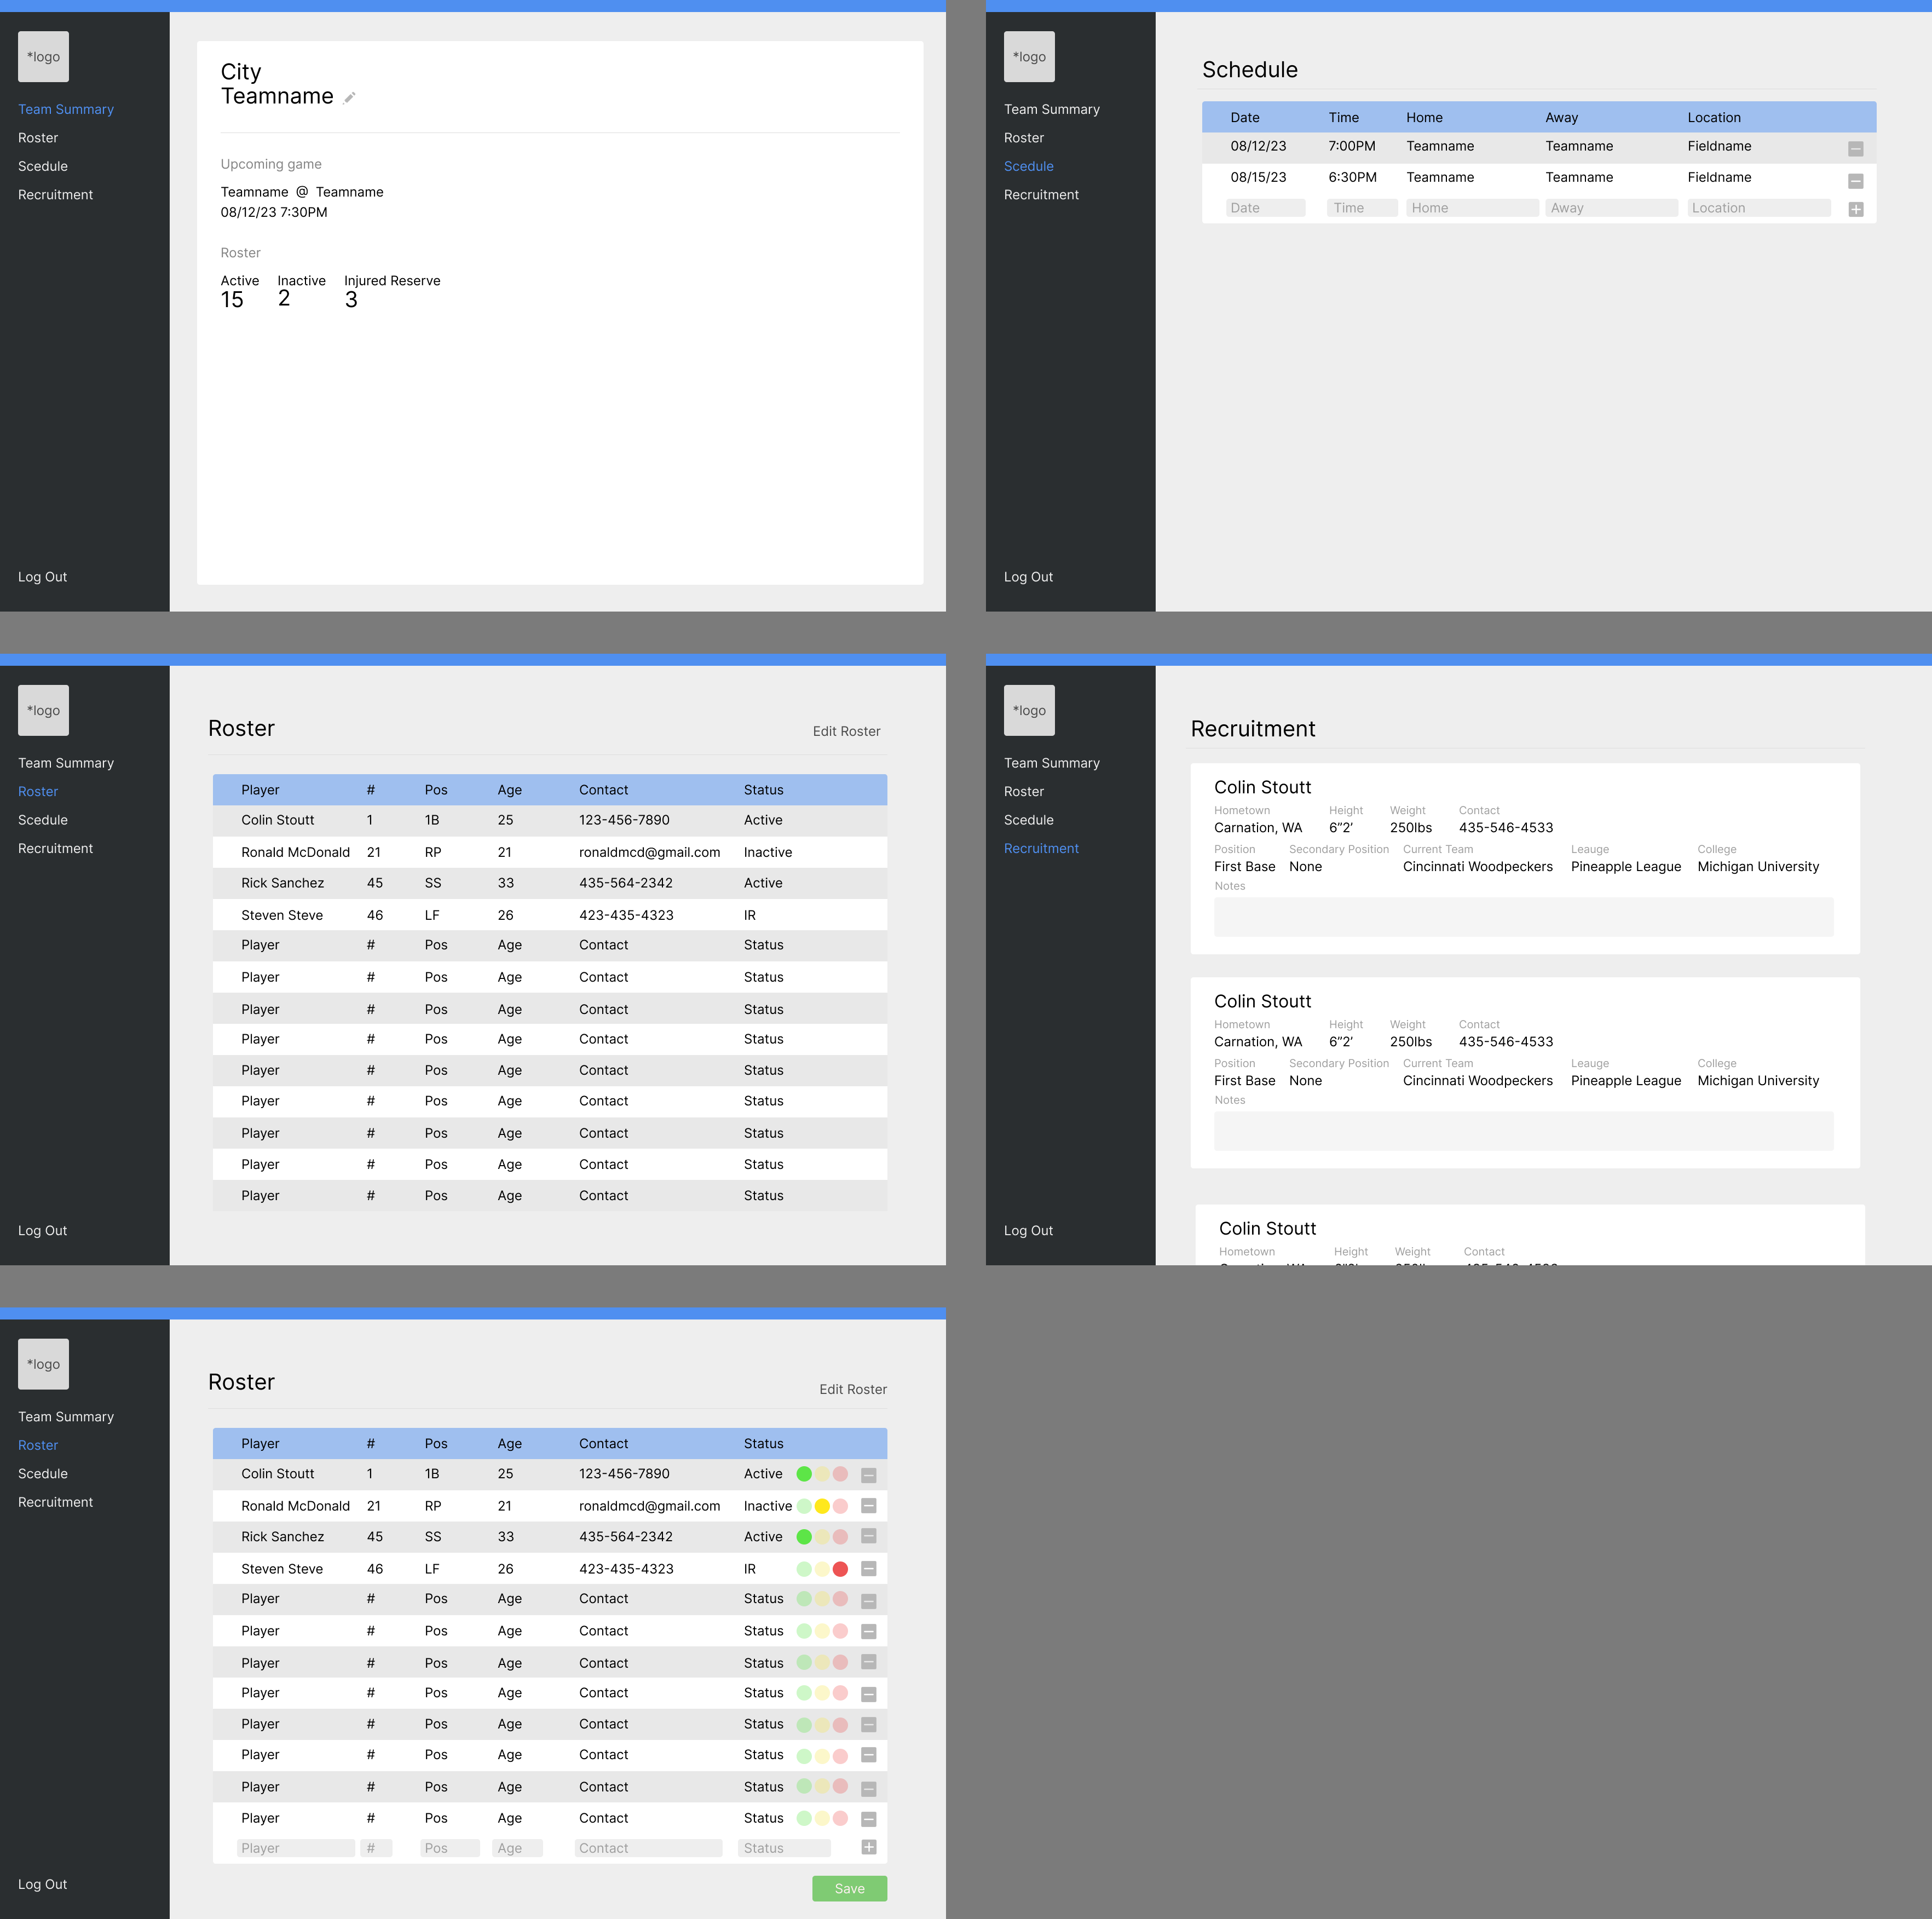 *logo
Team Summary
Roster
Scedule
Recruitment
Log Out
City
Teamname
Upcoming game
Teamname @ Teamname
08/12/23 7:30PM
Roster
Active Inactive Injured Reserve
15 2 3
*logo
Team Summary
Roster
Scedule
Recruitment
Log Out
Schedule
Date Time Home Away Location
08/12/23 7:00PM Teamname Teamname Fieldname
08/15/23 6:30PM Teamname Teamname Fieldname
Date Time Home Away Location
*logo
Team Summary
Roster
Scedule
Recruitment
Log Out
Roster
Edit Roster
Player # Pos Age Contact Status
Colin Stoutt 1 1B 25 123-456-7890 Active
Ronald McDonald 21 RP 21 ronaldmcd@gmail.com Inactive
Rick Sanchez 45 SS 33 435-564-2342 Active
Steven Steve 46 LF 26 423-435-4323 IR
Player # Pos Age Contact Status
Player # Pos Age Contact Status
Player # Pos Age Contact Status
Player # Pos Age Contact Status
Player # Pos Age Contact Status
Player # Pos Age Contact Status
Player # Pos Age Contact Status
Player # Pos Age Contact Status
Player # Pos Age Contact Status
*logo
Team Summary
Roster
Scedule
Recruitment
Log Out
Recruitment
Colin Stoutt
Hometown Height Weight Contact
Carnation, WA 6”2’ 250lbs 435-546-4533
Position Secondary Position Current Team Leauge College
First Base None Cincinnati Woodpeckers Pineapple League Michigan University
Notes
Colin Stoutt
Hometown Height Weight Contact
Carnation, WA 6”2’ 250lbs 435-546-4533
Position Secondary Position Current Team Leauge College
First Base None Cincinnati Woodpeckers Pineapple League Michigan University
Notes
Colin Stoutt
Hometown Height Weight Contact
*logo
Team Summary
Roster
Scedule
Recruitment
Log Out
Roster
Edit Roster
Player # Pos Age Contact Status
Colin Stoutt 1 1B 25 123-456-7890 Active
Ronald McDonald 21 RP 21 ronaldmcd@gmail.com Inactive
Rick Sanchez 45 SS 33 435-564-2342 Active
Steven Steve 46 LF 26 423-435-4323 IR
Player # Pos Age Contact Status
Player # Pos Age Contact Status
Player # Pos Age Contact Status
Player # Pos Age Contact Status
Player # Pos Age Contact Status
Player # Pos Age Contact Status
Player # Pos Age Contact Status
Player # Pos Age Contact Status
Player # Pos Age Contact Status
Save